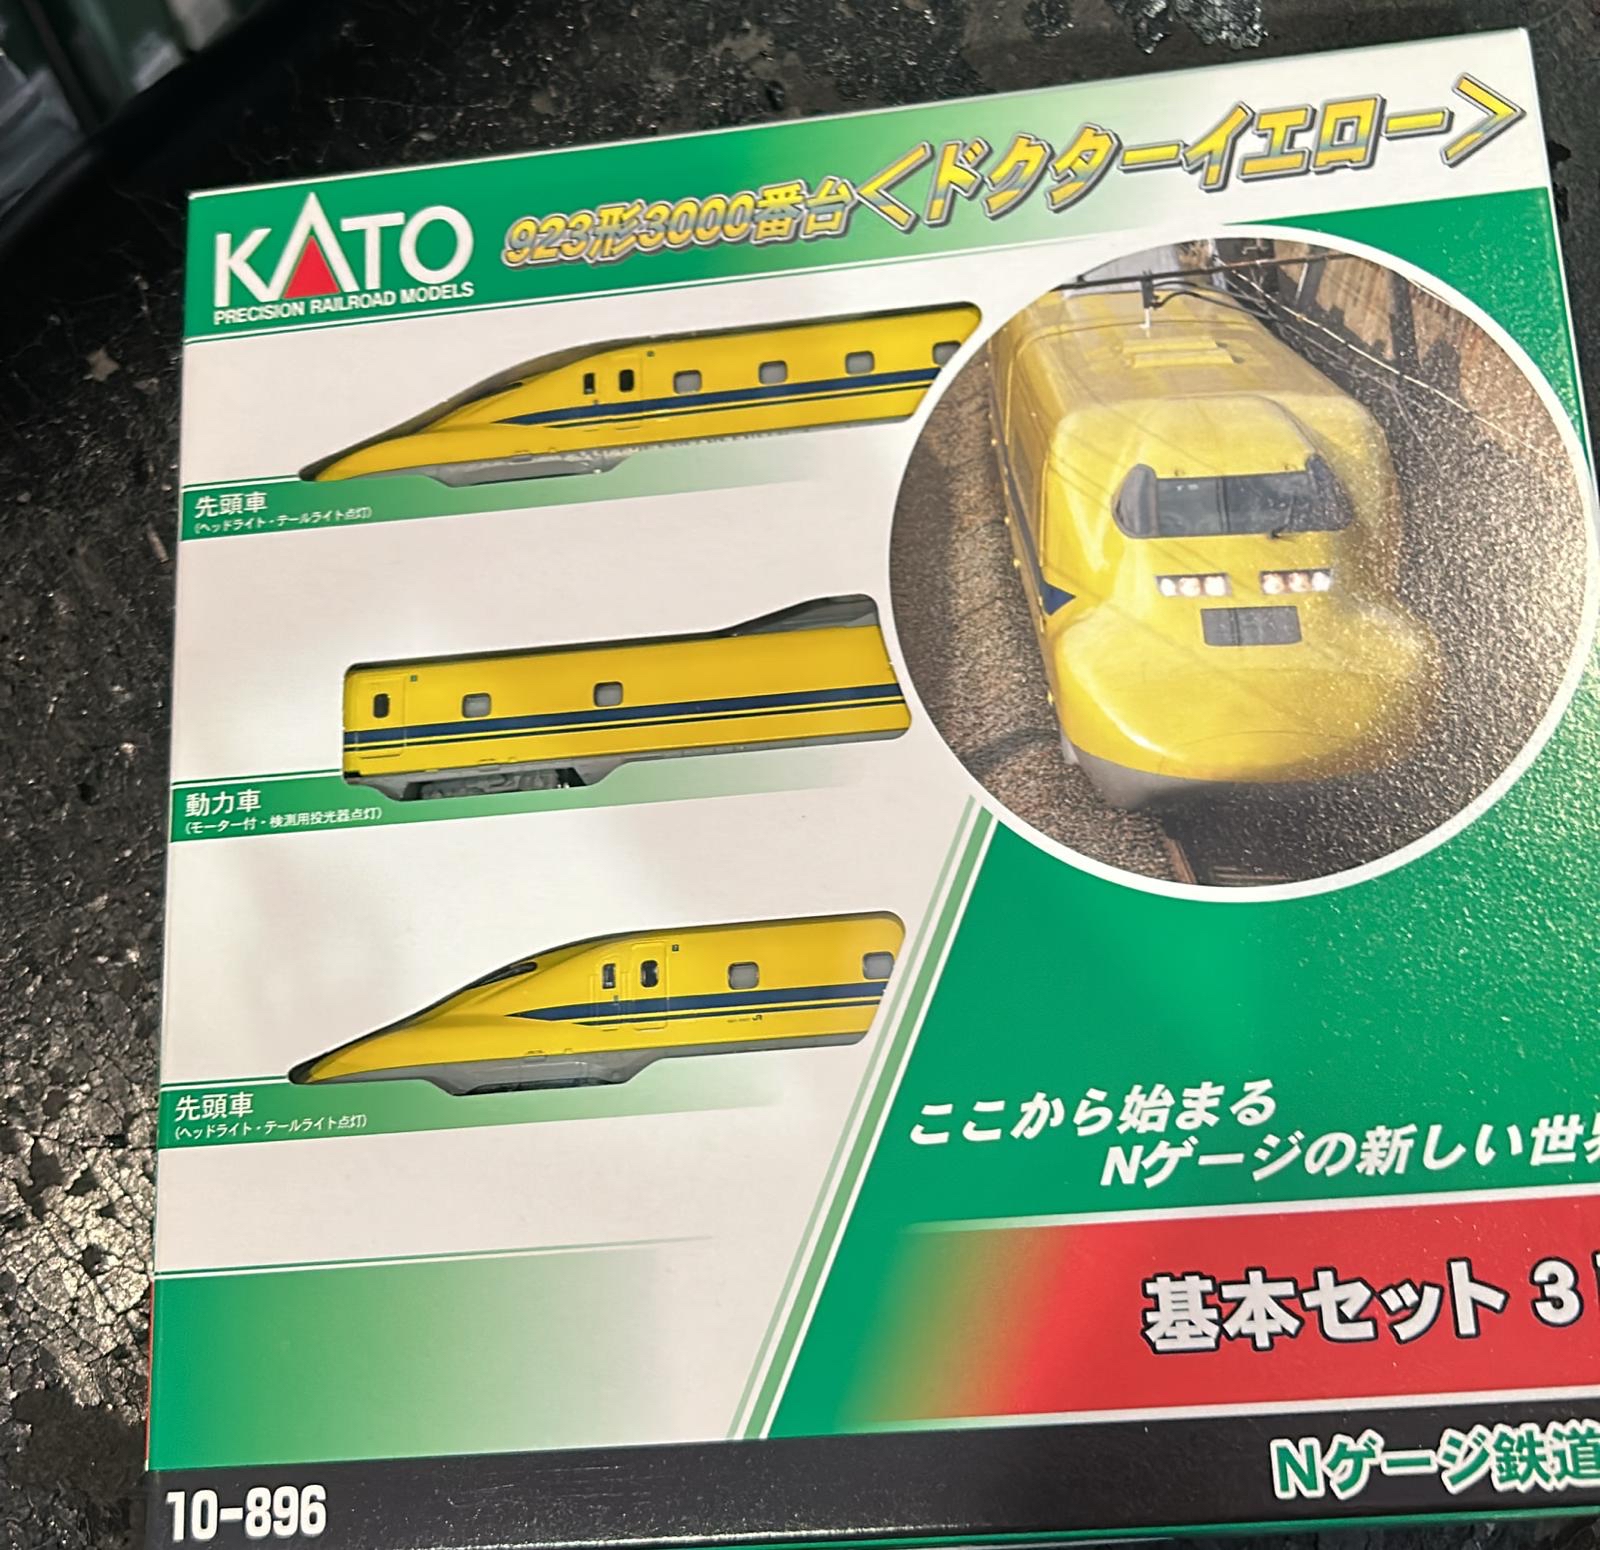 KATO
PRECISION RAILROAD MODELS
923形3000番台<ドクターイエロー>
先頭車
(ヘッドライト・テールライト点灯)
動力車
(モーター付・検測用投光器点灯)
先頭車
(ヘッドライト・テールライト点灯)
JR
ここから始まる
Nゲージの新しい世
基本セット 3
Nゲージ鉄道
10-896